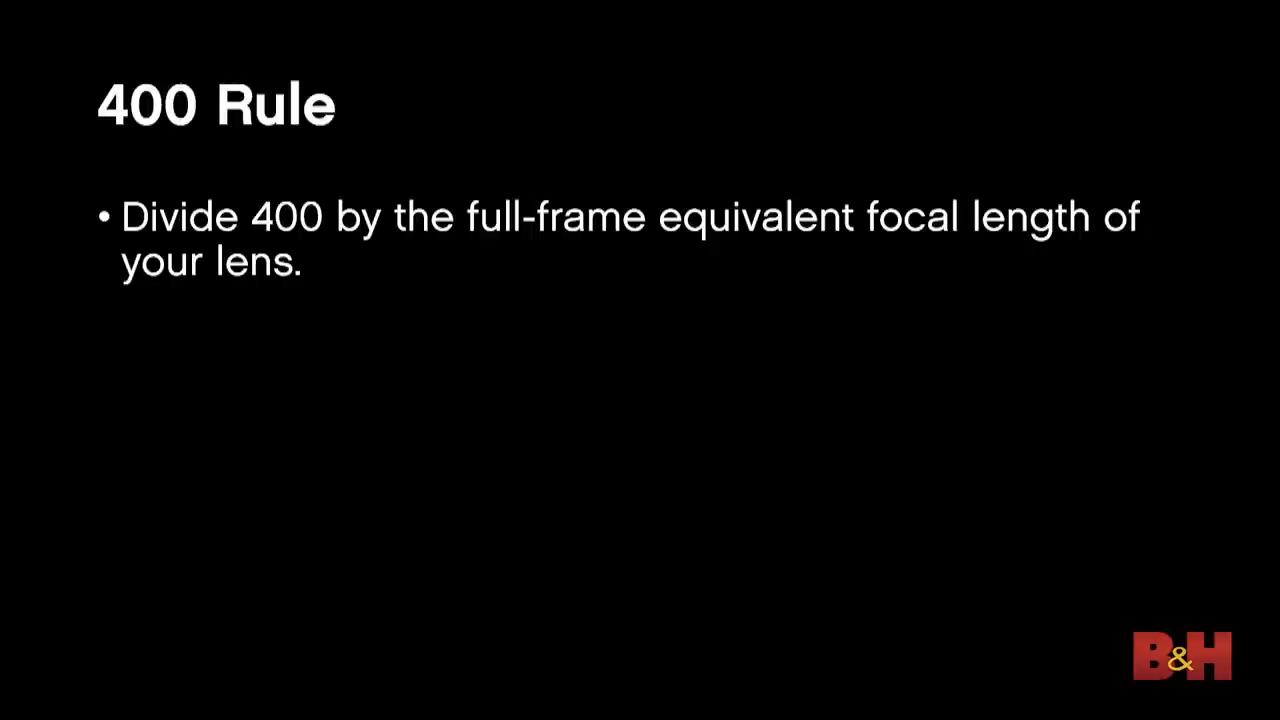 400 Rule
• Divide 400 by the full-frame equivalent focal length of
your lens.
B&H